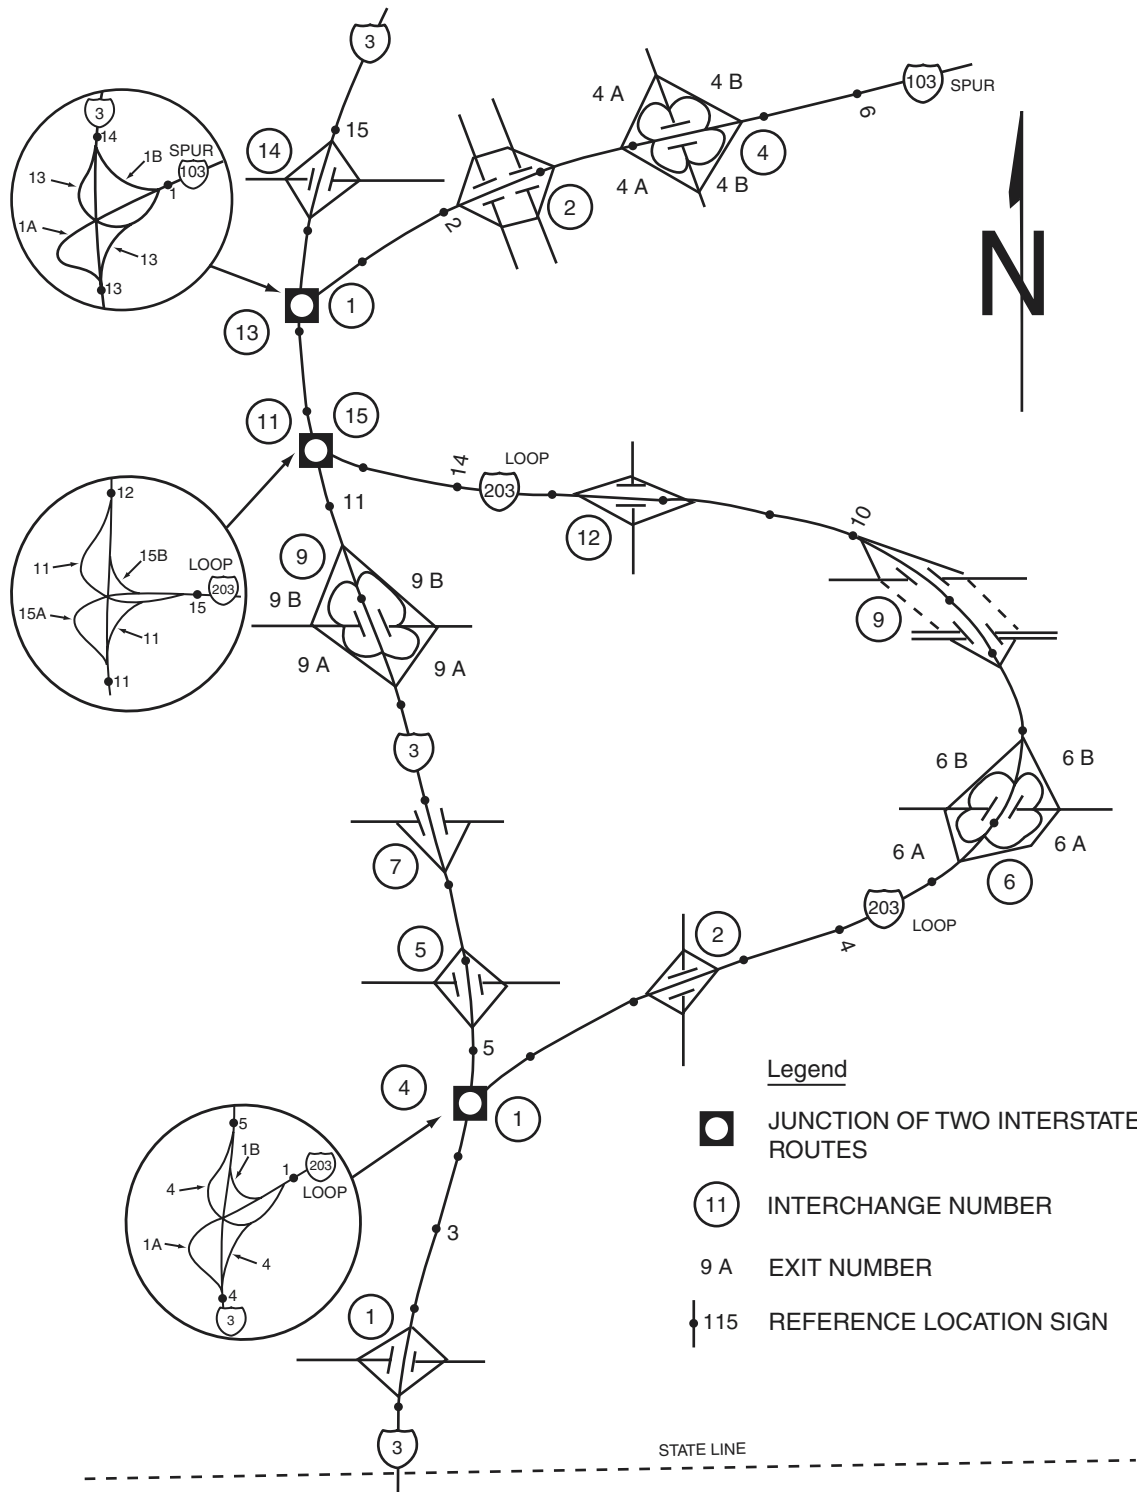 3
15
14
4 A
4 B
103
SPUR
6
4
4 A
4 B
2
2
N
3
14
1B
SPUR
103
13
1
1A
13
13
1
13
11
15
14
LOOP
203
12
10
11
9
9 B
9 B
9 A
9 A
9
12
11
15B
LOOP
203
15
15A
11
11
3
7
6 B
6 B
6 A
6 A
6
203
LOOP
4
2
5
5
4
1
5
1B
1
203
LOOP
4
1A
4
4
3
3
1
3
STATE LINE
Legend
JUNCTION OF TWO INTERSTATE
ROUTES
11 INTERCHANGE NUMBER
9 A EXIT NUMBER
115 REFERENCE LOCATION SIGN